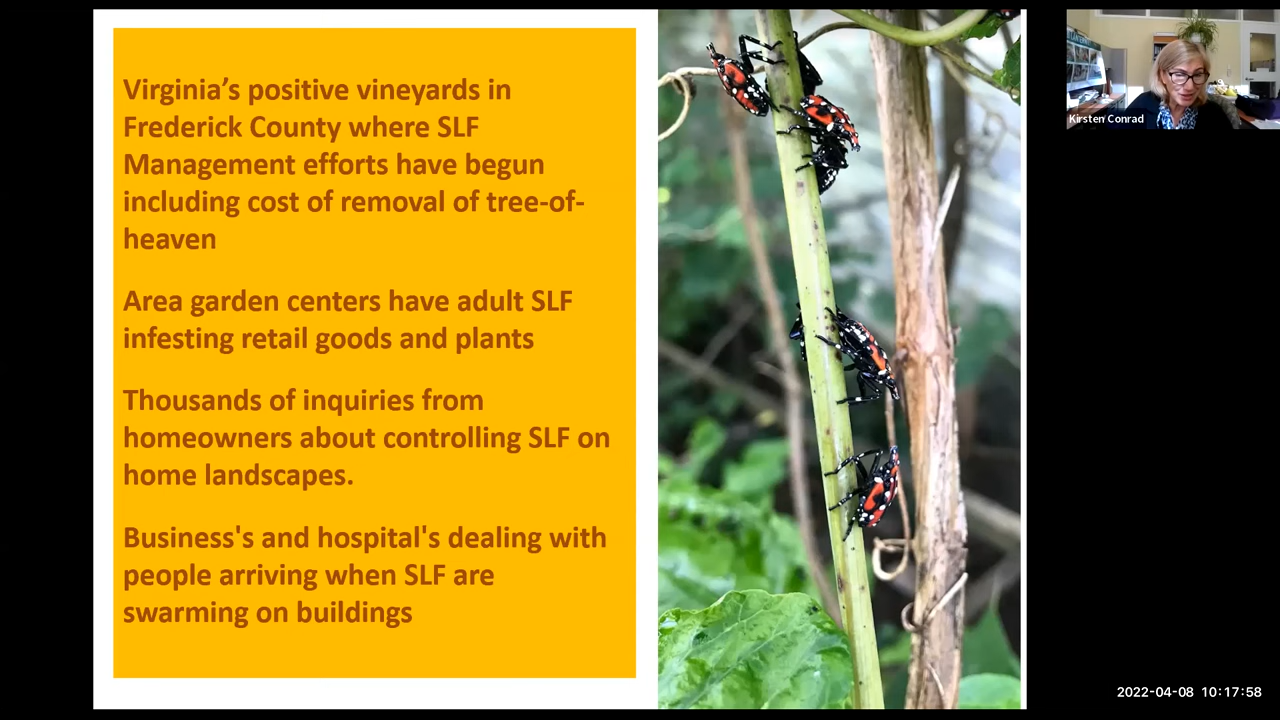 Virginia’s positive vineyards in
Frederick County where SLF
Management efforts have begun
including cost of removal of tree-of-
heaven
Area garden centers have adult SLF
infesting retail goods and plants
Thousands of inquiries from
homeowners about controlling SLF on
home landscapes.
Business's and hospital's dealing with
people arriving when SLF are
swarming on buildings
Kirsten Conrad
2022-04-08 10:17:58